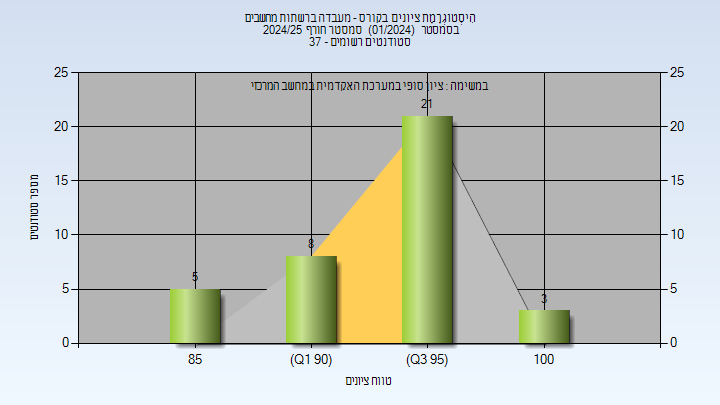 היסטוגרמת ציונים בקורס - מעבדה ברשתות מחשבים
בסמסטר (01/2024) סמסטר חורף 2024/25
סטודנטים רשומים - 37
במשימה : ציון סופי במערכת האקדמית במחשב המרכזי
25 25
20 20
15 15
10 10
5 5
0 0
מספר סטודנטים
5
8
21
3
85
(Q1 90)
(Q3 95)
100
טווח ציונים